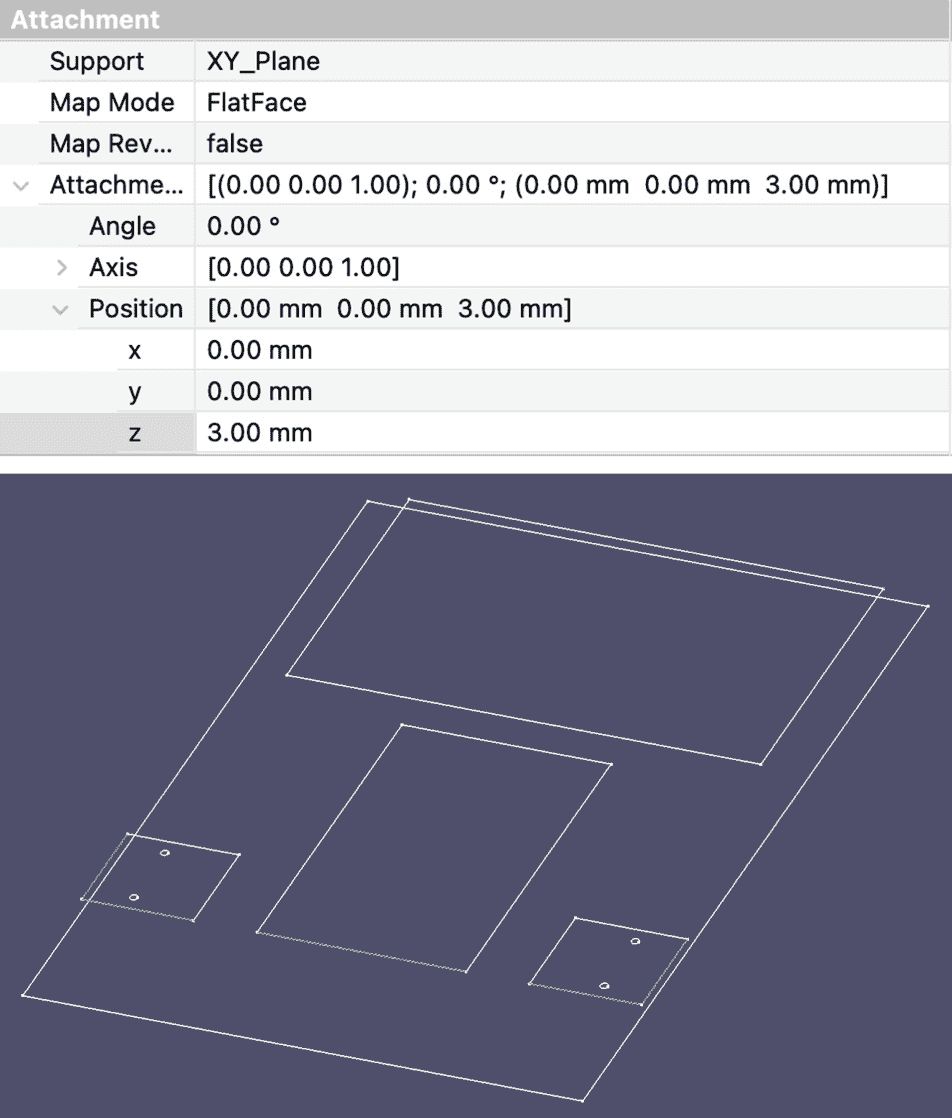 Attachment
Support XY_Plane
Map Mode FlatFace
Map Rev... false
Attachme... [(0.00 0.00 1.00); 0.00 °; (0.00 mm  0.00 mm  3.00 mm)]
Angle 0.00 °
Axis [0.00 0.00 1.00]
Position [0.00 mm  0.00 mm  3.00 mm]
x 0.00 mm
y 0.00 mm
z 3.00 mm